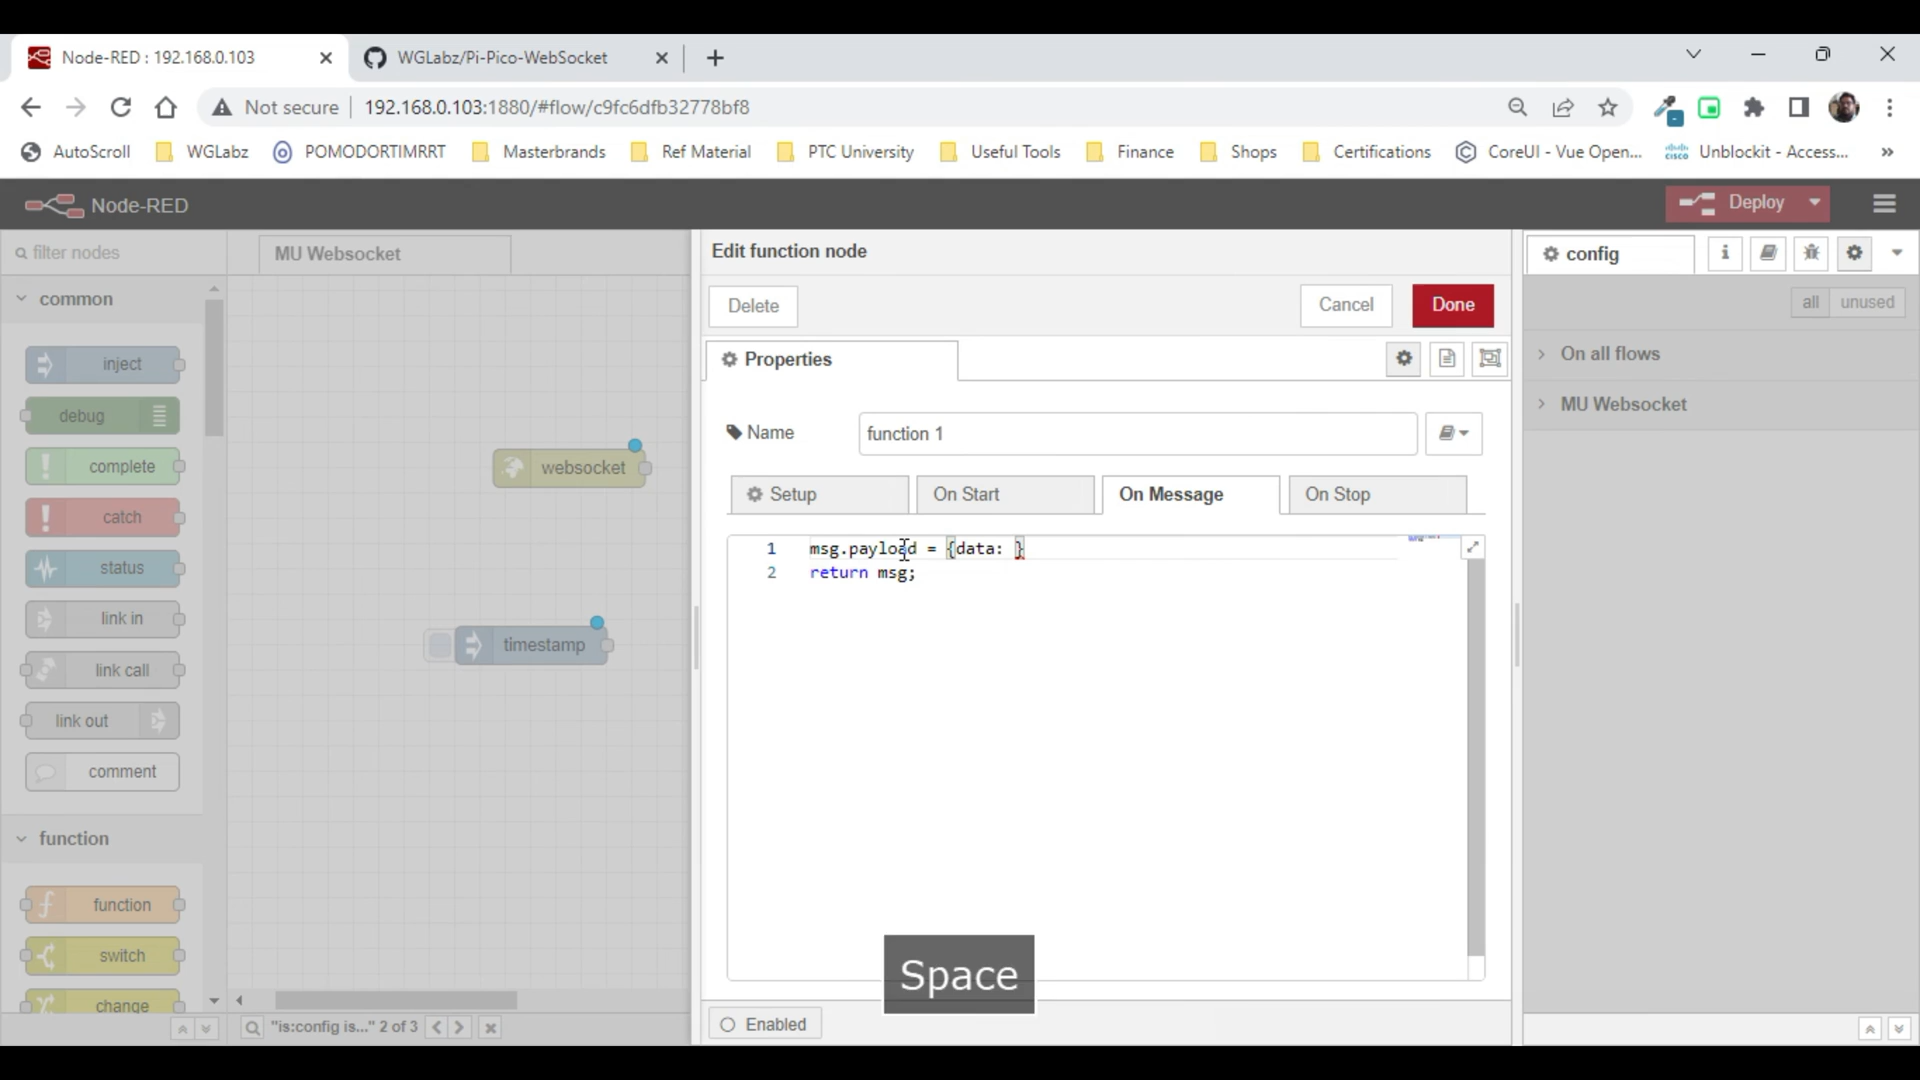 Node-RED : 192.168.0.103
WGLabz/Pi-Pico-WebSocket
Not secure
192.168.0.103:1880/#flow/c9fc6dfb32778bf8
AutoScroll
WGLabz
POMODORTIMRRT
Masterbrands
Ref Material
PTC University
Useful Tools
Finance
Shops
Certifications
CoreUI - Vue Open...
Unblockit - Access...
»
Node-RED
Deploy
filter nodes
common
inject
debug
complete
catch
status
link in
link call
link out
comment
function
function
switch
change
MU Websocket
websocket
timestamp
"is:config is..." 2 of 3
Edit function node
Delete
Cancel
Done
Properties
Name
function 1
Setup
On Start
On Message
On Stop
1 msg.payload = {data: }
2 return msg;
Space
Enabled
config
all
unused
On all flows
MU Websocket